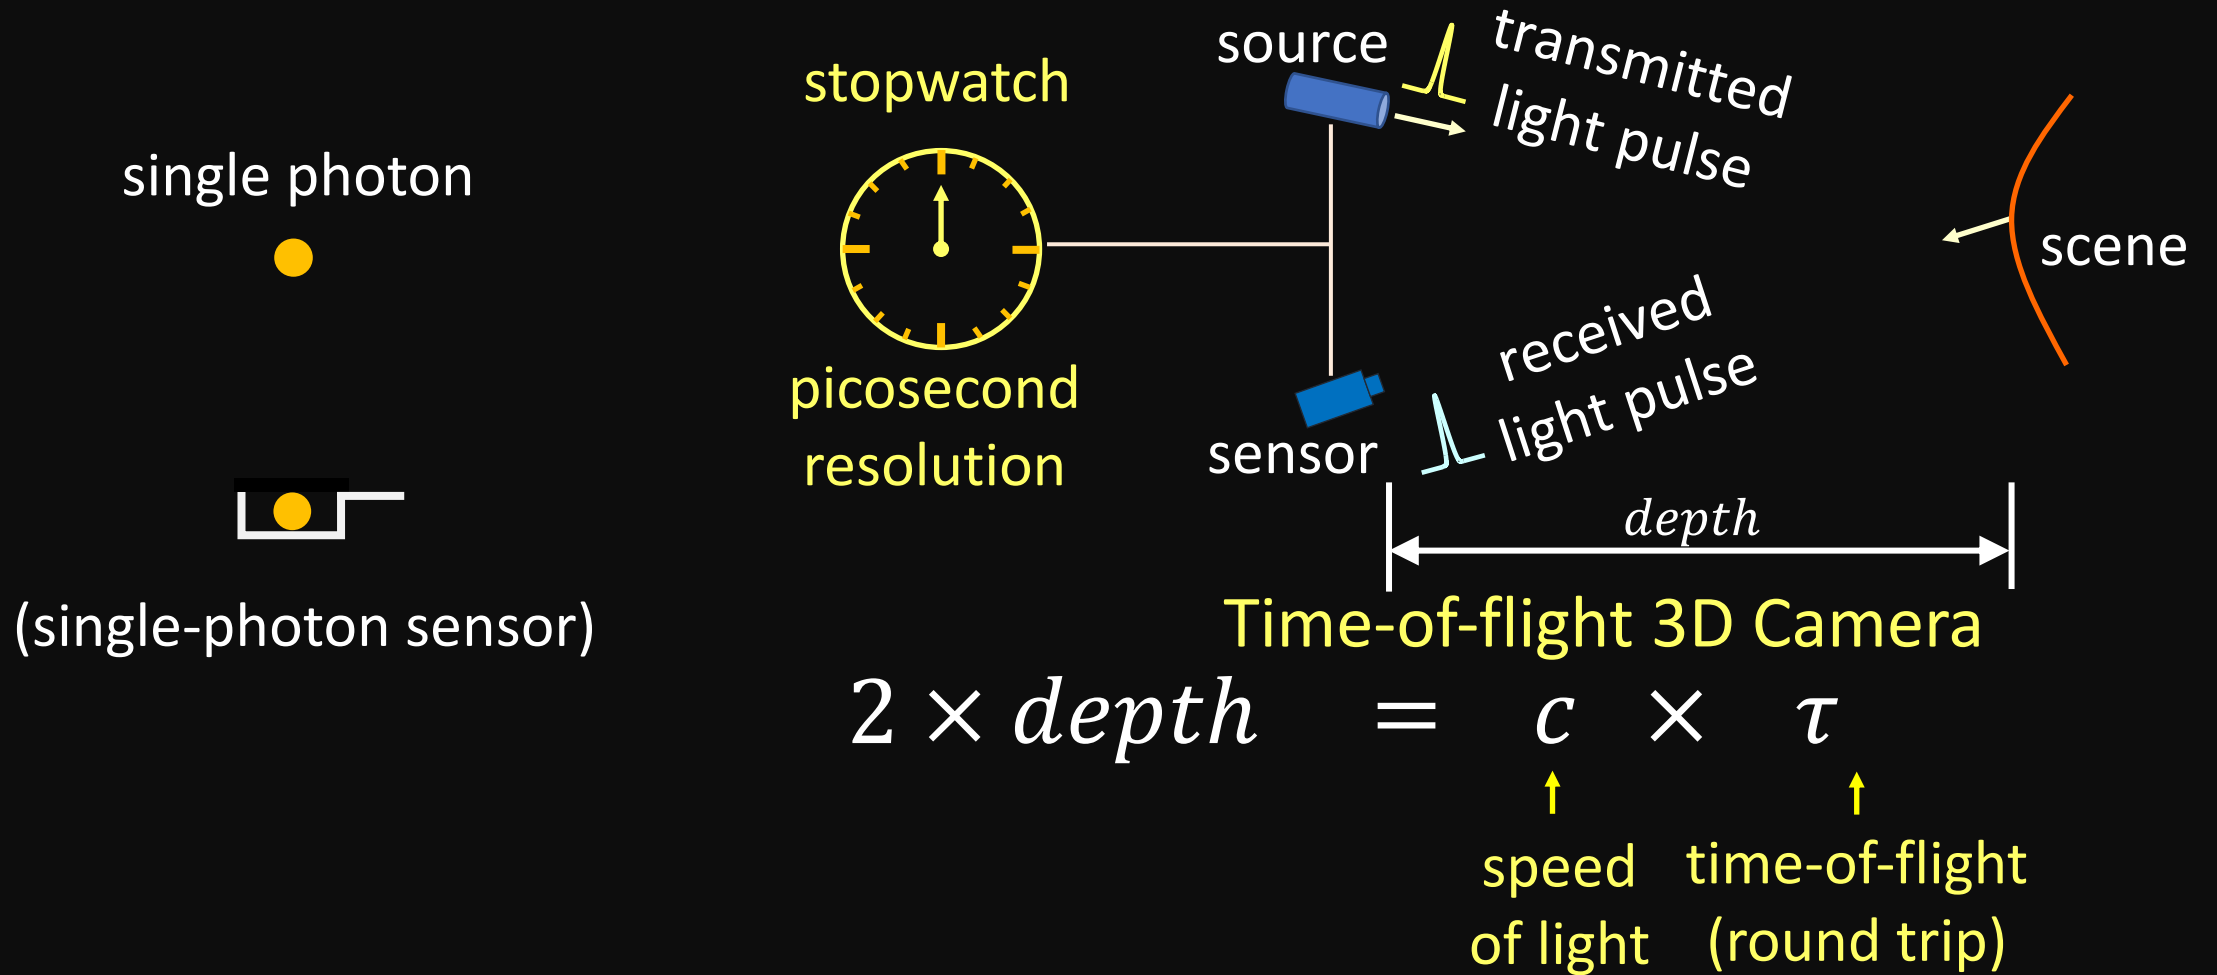 single photon
(single-photon sensor)
stopwatch
picosecond
resolution
source
transmitted
light pulse
scene
received
light pulse
sensor
depth
Time-of-flight 3D Camera
2 × depth = c × τ
speed
of light
time-of-flight
(round trip)